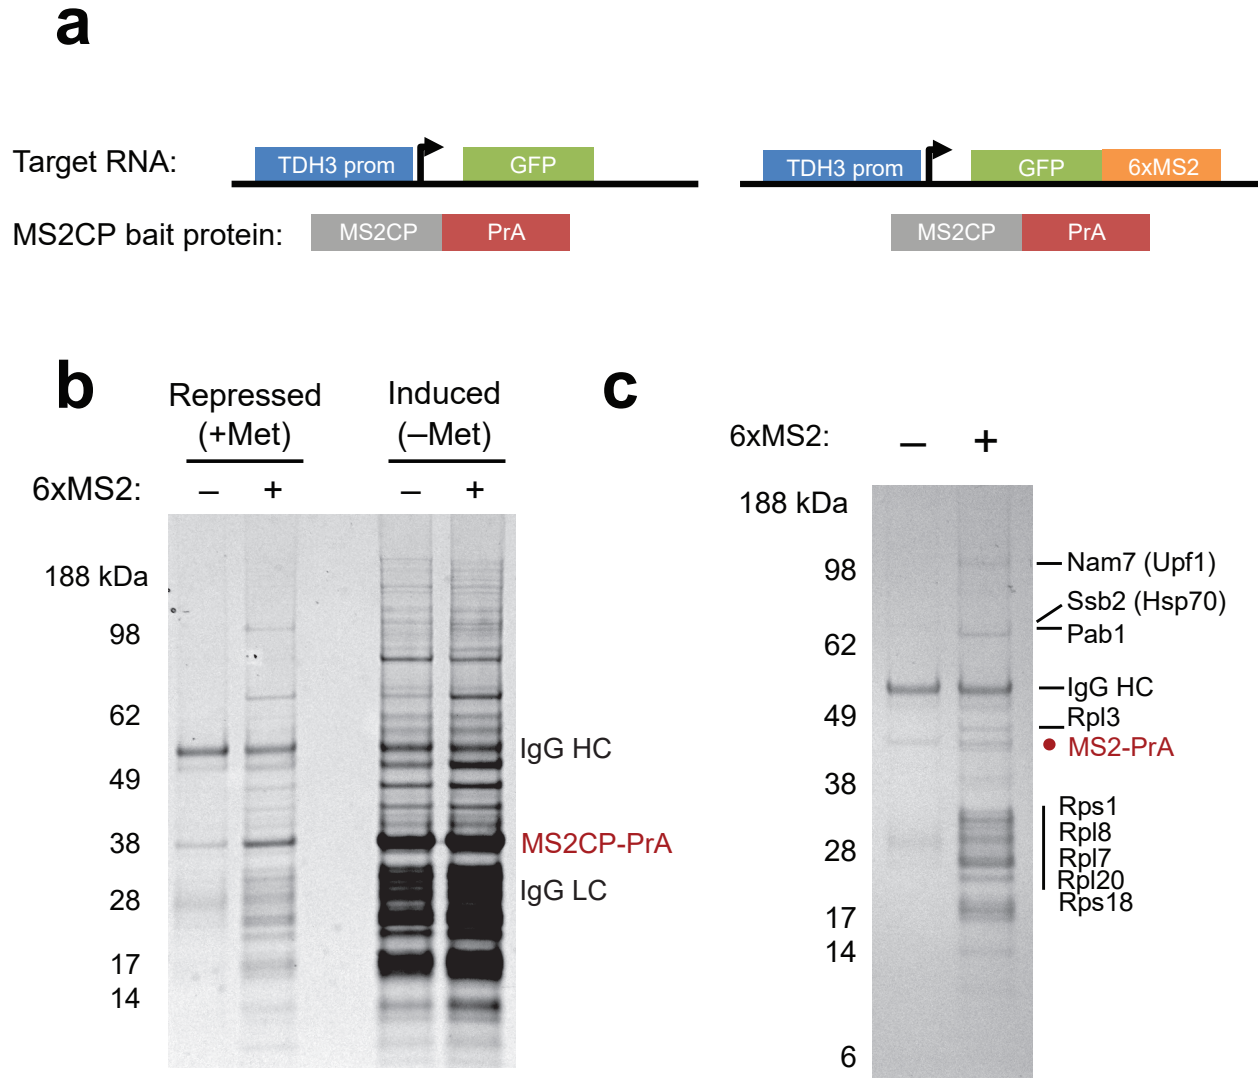 a
Target RNA:
TDH3 prom
GFP
TDH3 prom
GFP
6xMS2
MS2CP bait protein:
MS2CP
PrA
MS2CP
PrA
b
Repressed
(+Met)
Induced
(–Met)
6xMS2:
–
+
–
+
188 kDa
98
62
49
38
28
17
14
IgG HC
MS2CP-PrA
IgG LC
c
6xMS2:
–
+
188 kDa
98
62
49
38
28
17
14
6
Nam7 (Upf1)
Ssb2 (Hsp70)
Pab1
IgG HC
Rpl3
MS2-PrA
Rps1
Rpl8
Rpl7
Rpl20
Rps18